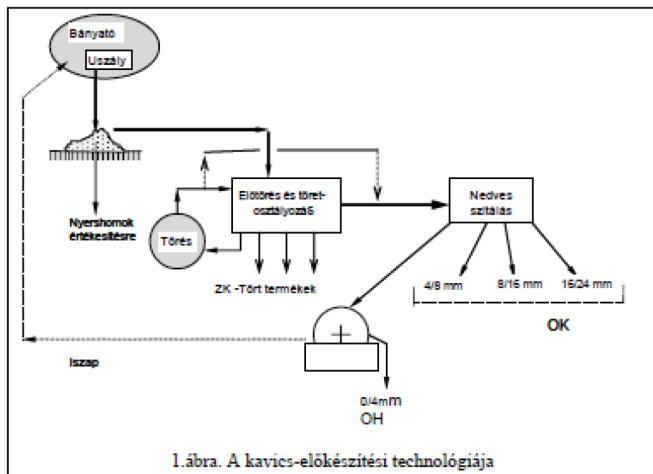 Bányató
Uszály
Nyershomok
értékesítésre
Törés
Előtörés és töret-
osztályozáS
ZK -Tört termékek
Nedves
szitálás
4/8 mm
8/16 mm
16/24 mm
OK
Iszap
0/4mm
OH
1.ábra. A kavics-előkészítési technológiája